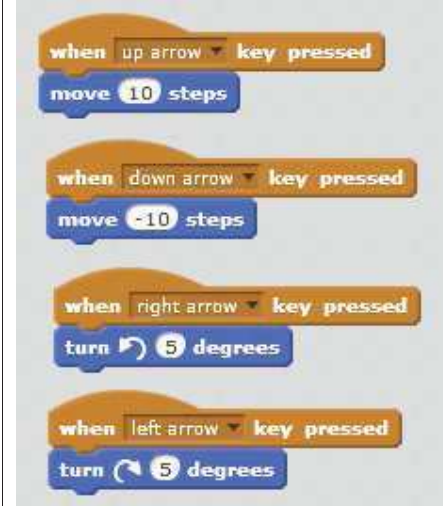 when up arrow key pressed
move 10 steps
when down arrow key pressed
move -10 steps
when right arrow key pressed
turn 5 degrees
when left arrow key pressed
turn 5 degrees